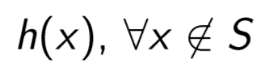 h(x), ∀x ∉ S